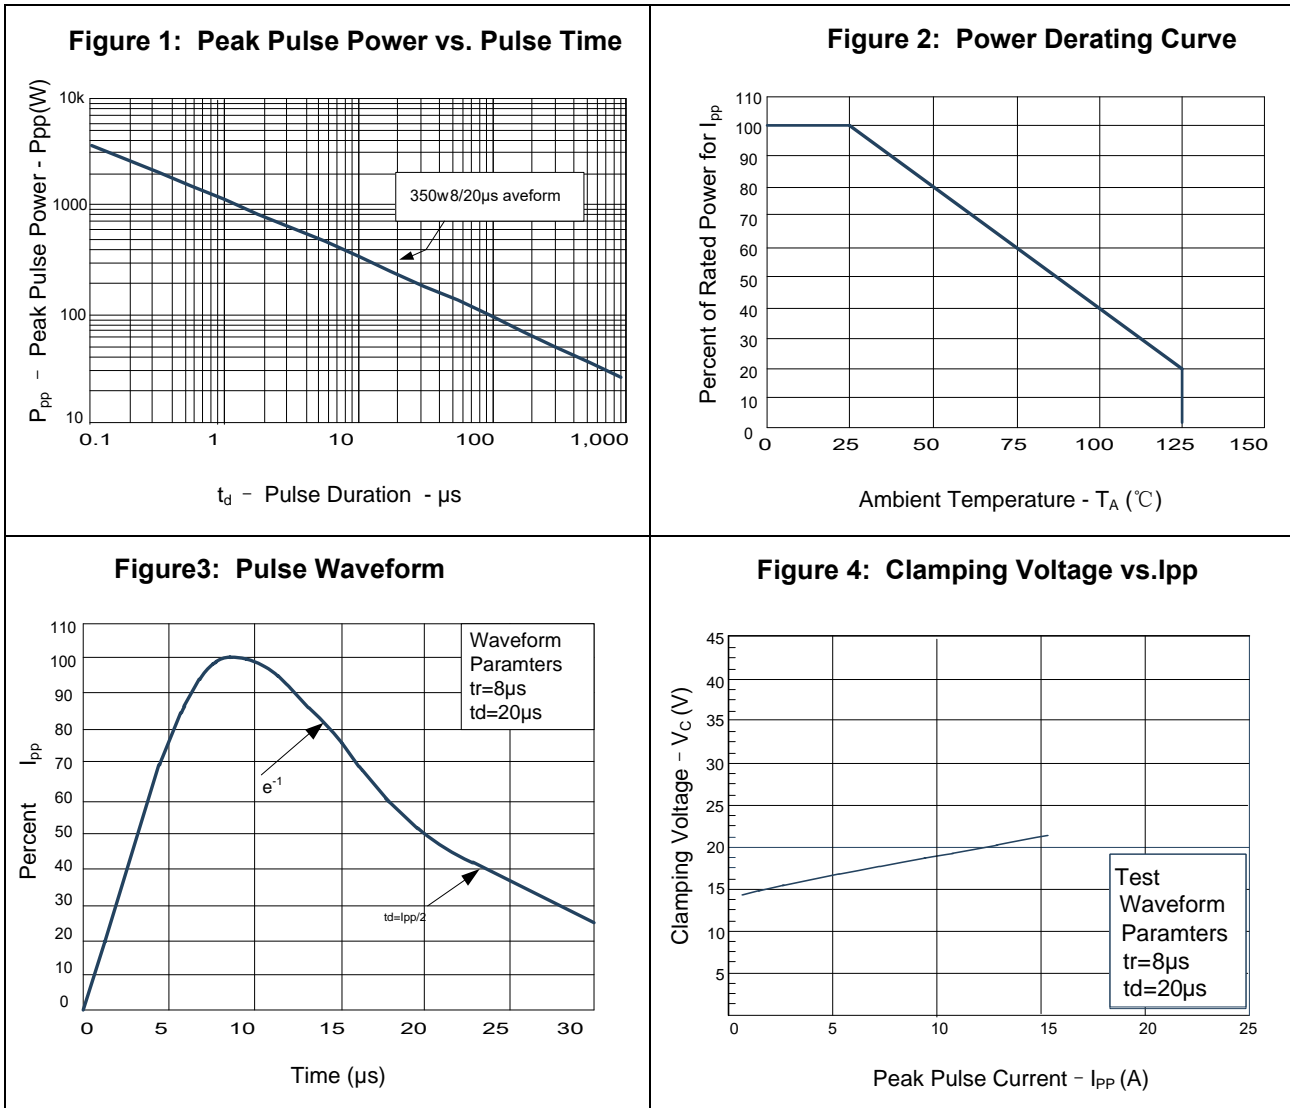 Figure 1: Peak Pulse Power vs. Pulse Time
Ppp – Peak Pulse Power - Ppp(W)
10k
1000
100
10
350w8/20µs aveform
0.1 1 10 100 1,000
td – Pulse Duration - µs
Figure 2: Power Derating Curve
Percent of Rated Power for Ipp
110
100
90
80
70
60
50
40
30
20
10
0
0 25 50 75 100 125 150
Ambient Temperature - TA (℃)
Figure3: Pulse Waveform
Percent Ipp
110
100
90
80
70
60
50
40
30
20
10
0
Waveform
Paramters
tr=8µs
td=20µs
e-1
td=Ipp/2
0 5 10 15 20 25 30
Time (µs)
Figure 4: Clamping Voltage vs.Ipp
Clamping Voltage – VC (V)
45
40
35
30
25
20
15
10
5
Test
Waveform
Paramters
tr=8µs
td=20µs
0 5 10 15 20 25
Peak Pulse Current – IPP (A)